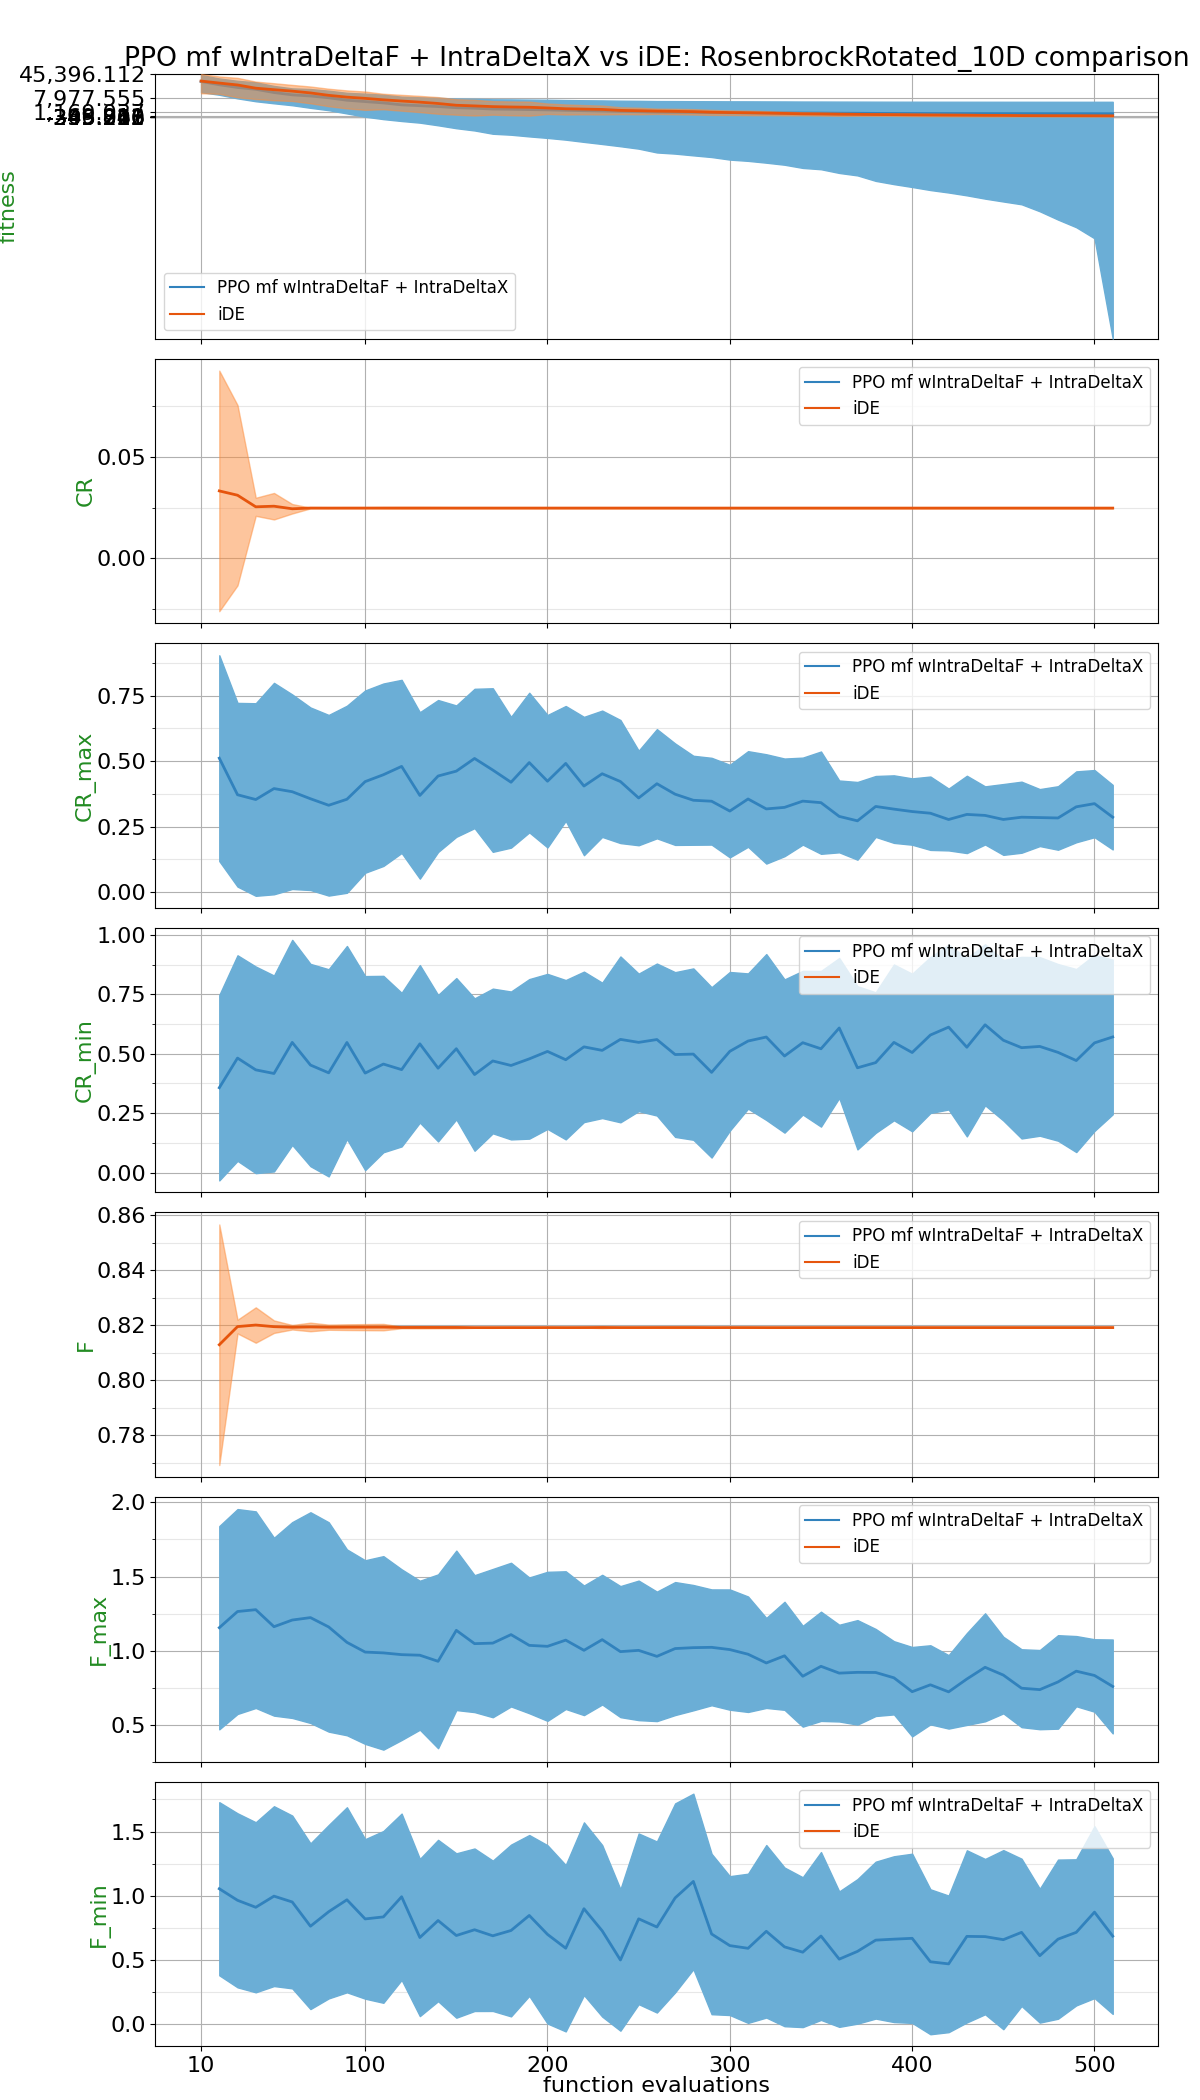 PPO mf wIntraDeltaF + IntraDeltaX vs iDE: RosenbrockRotated_10D comparison
45,396.112
7,977.555
fitness
PPO mf wIntraDeltaF + IntraDeltaX
iDE
CR
0.05
0.00
PPO mf wIntraDeltaF + IntraDeltaX
iDE
CR_max
0.75
0.50
0.25
0.00
PPO mf wIntraDeltaF + IntraDeltaX
iDE
CR_min
1.00
0.75
0.50
0.25
0.00
PPO mf wIntraDeltaF + IntraDeltaX
iDE
F
0.86
0.84
0.82
0.80
0.78
PPO mf wIntraDeltaF + IntraDeltaX
iDE
F_max
2.0
1.5
1.0
0.5
PPO mf wIntraDeltaF + IntraDeltaX
iDE
F_min
1.5
1.0
0.5
0.0
PPO mf wIntraDeltaF + IntraDeltaX
iDE
10 100 200 300 400 500
function evaluations